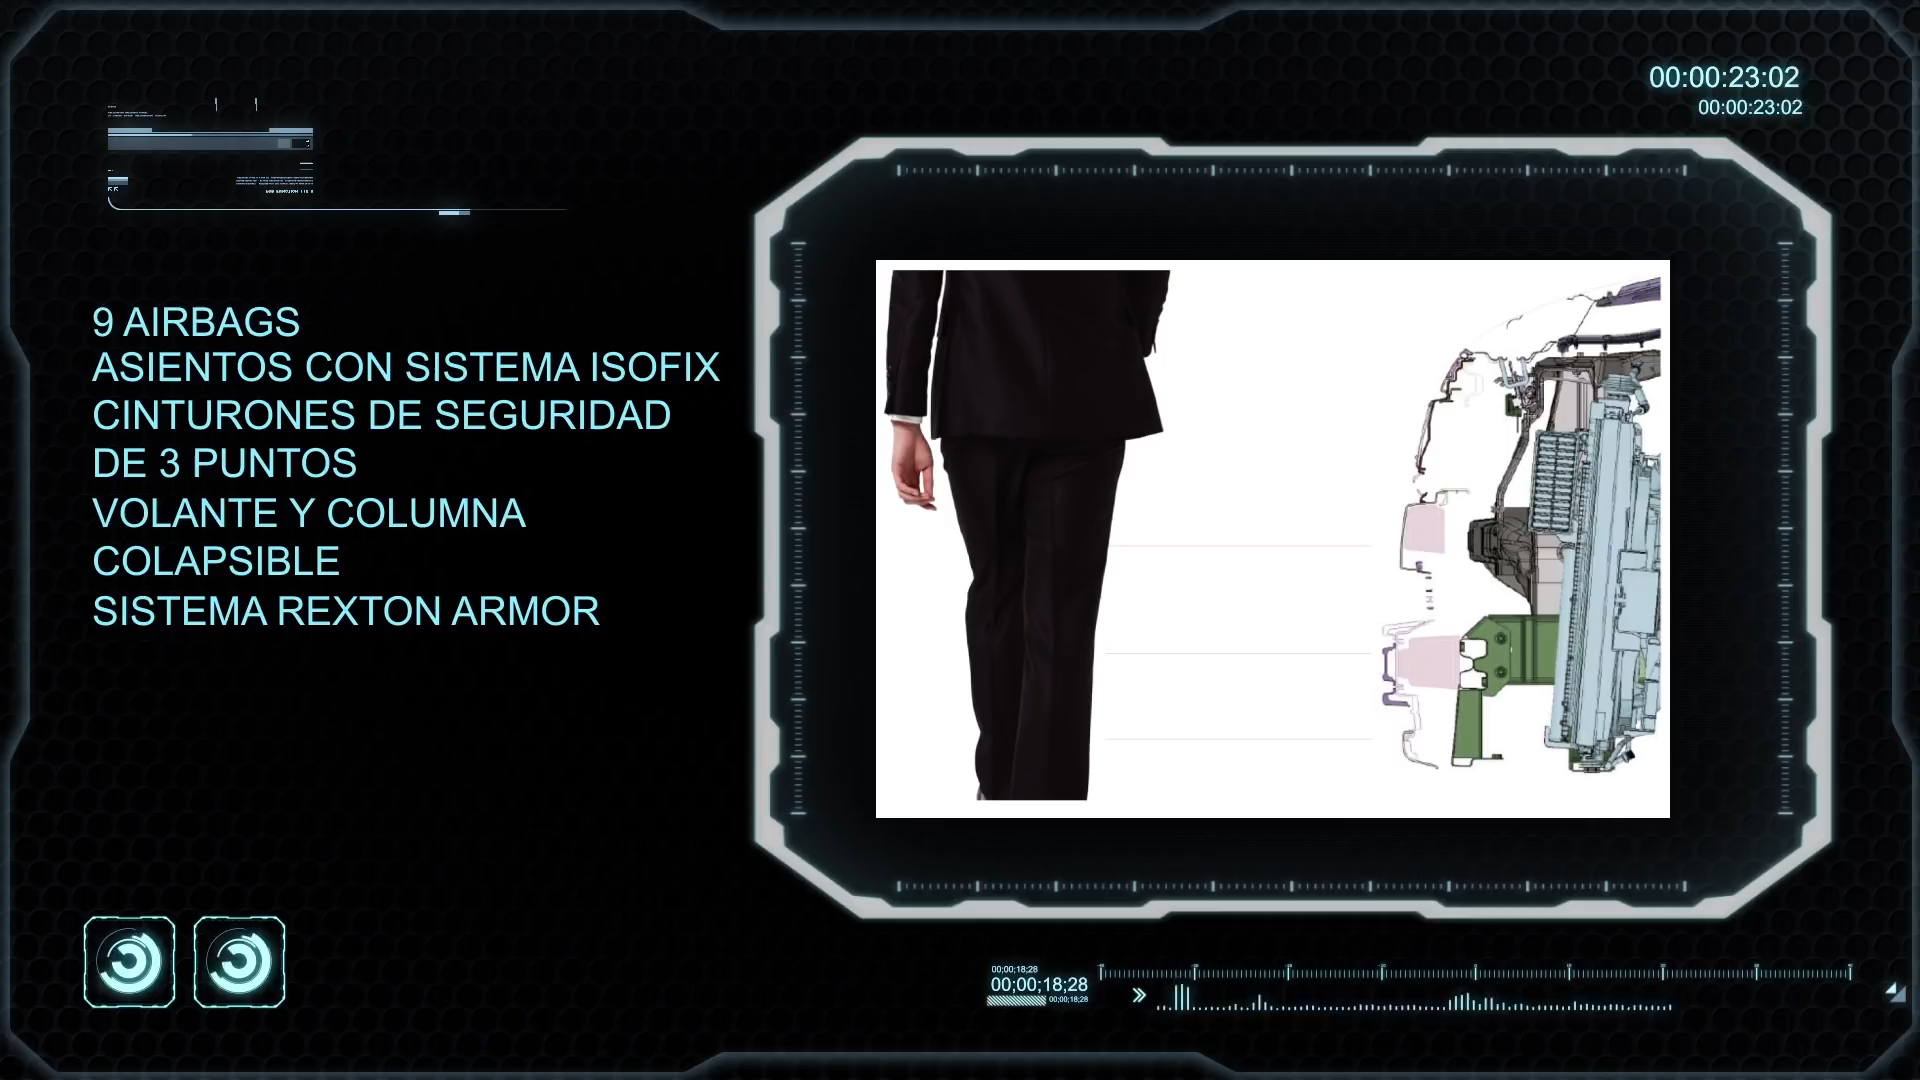 00:00:23:02
00:00:23:02
9 AIRBAGS
ASIENTOS CON SISTEMA ISOFIX
CINTURONES DE SEGURIDAD
DE 3 PUNTOS
VOLANTE Y COLUMNA
COLAPSIBLE
SISTEMA REXTON ARMOR
00;00;18;28
00;00;18;28
00;00;18;28